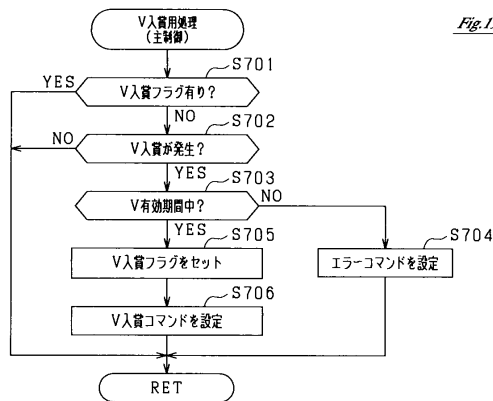 Fig.1
V入賞用処理
(主制御)
S701
YES
V入賞フラグ有り?
NO
S702
NO
V入賞が発生?
YES
S703
V有効期間中?
NO
YES
S705
V入賞フラグをセット
S704
エラーコマンドを設定
S706
V入賞コマンドを設定
RET